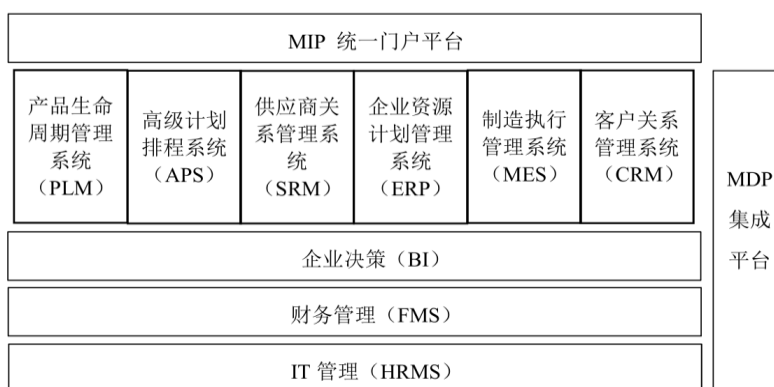 MIP 统一门户平台
产品生命
周期管理
系统
（PLM）
高级计划
排程系统
（APS）
供应商关
系管理系
统
（SRM）
企业资源
计划管理
系统
（ERP）
制造执行
管理系统
（MES）
客户关系
管理系统
（CRM）
MDP
集成
平台
企业决策（BI）
财务管理（FMS）
IT 管理（HRMS）